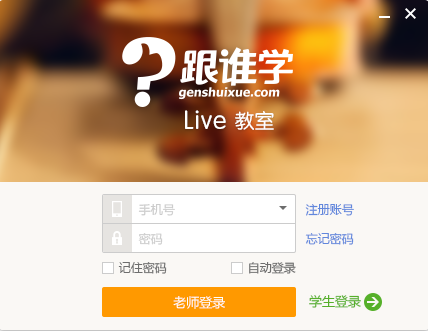 跟谁学
genshuixue.com
Live 教室
手机号
注册账号
密码
忘记密码
记住密码
自动登录
老师登录
学生登录